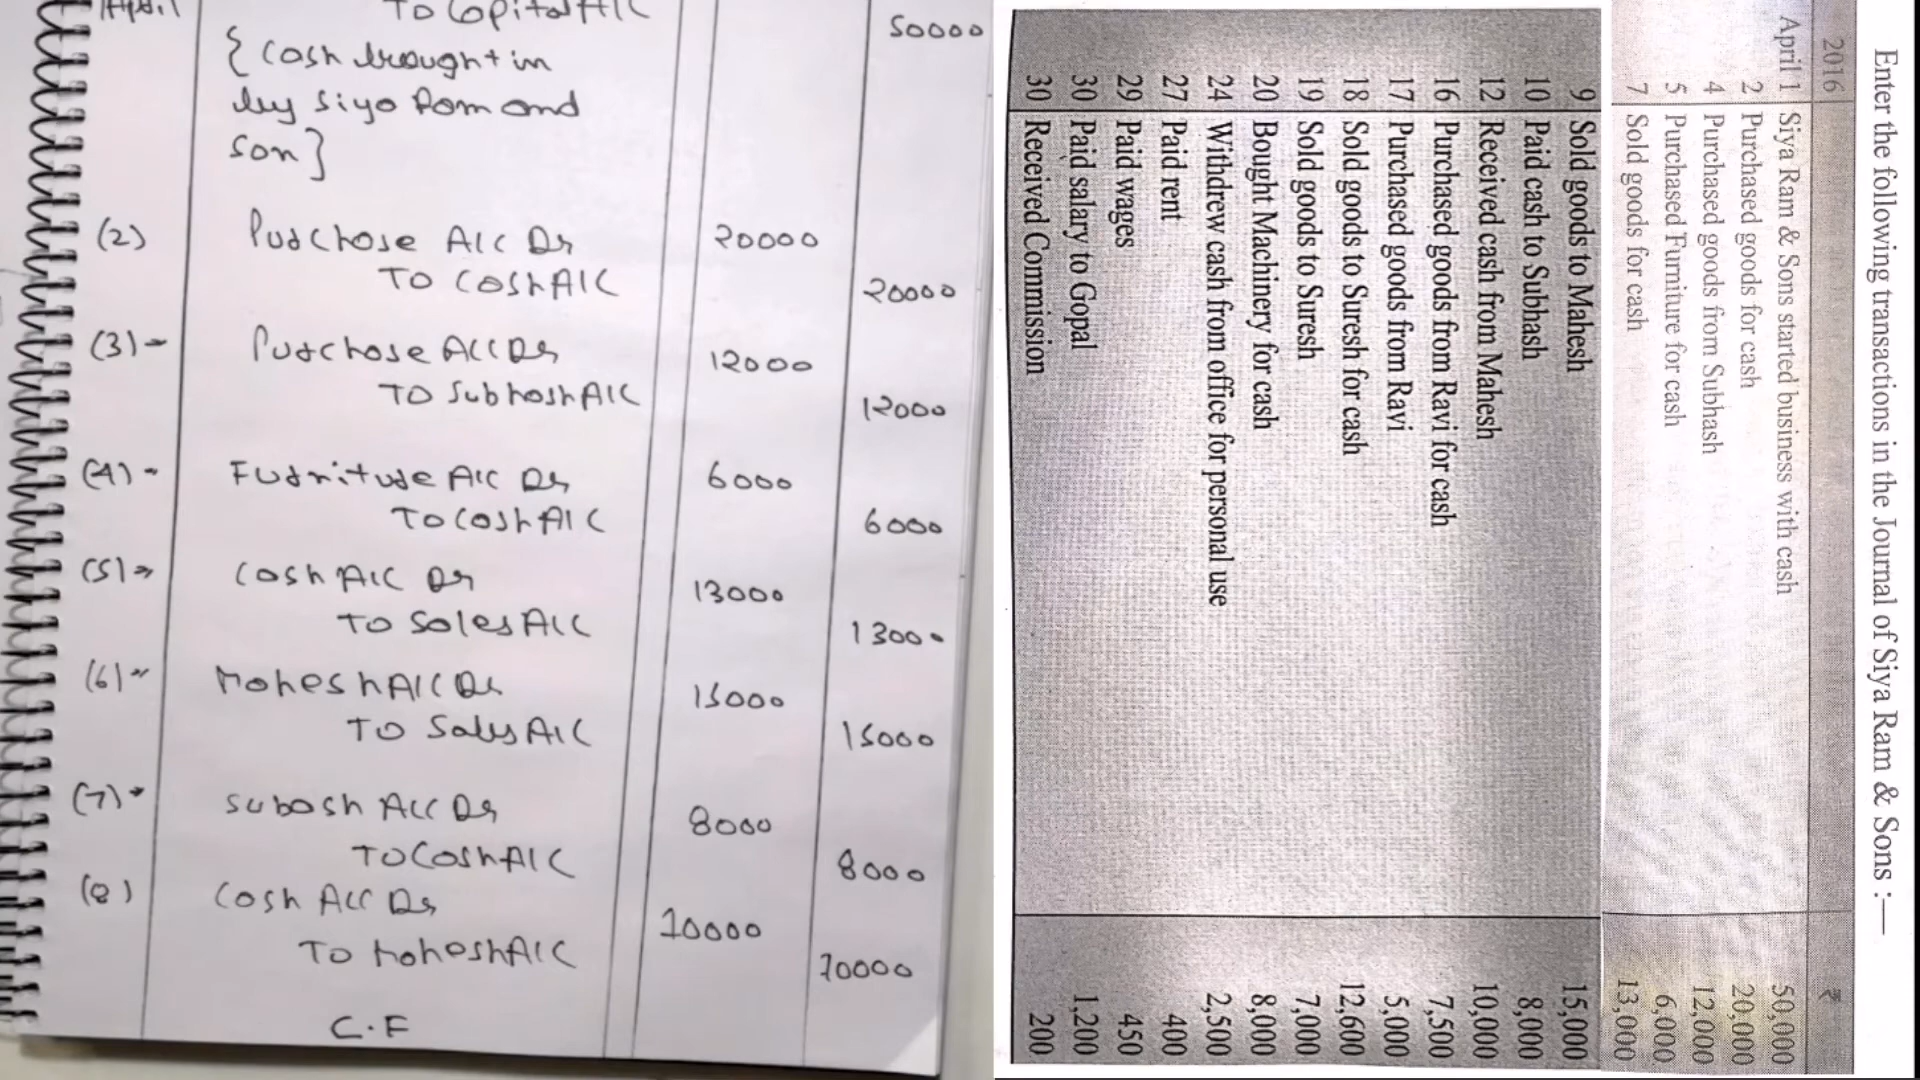 To Capital A/C 50000
{ Cash brought in
by Siya Ram and
Son }
(2) Purchase A/C Dr 20000
To Cash A/C 20000
(3) Purchase A/C Dr 12000
To Subhash A/C 12000
(4) Furniture A/C Dr 6000
To Cash A/C 6000
(5) Cash A/C Dr 13000
To Sales A/C 13000
(6) Mahesh A/C Dr 15000
To Sales A/C 15000
(7) Subash A/C Dr 8000
To Cash A/C 8000
(8) Cash A/C Dr 10000
To Mahesh A/C 10000
C.F
Enter the following transactions in the Journal of Siya Ram & Sons :—
2016 ₹
April 1 Siya Ram & Sons started business with cash 50,000
2 Purchased goods for cash 20,000
4 Purchased goods from Subhash 12,000
5 Purchased Furniture for cash 6,000
7 Sold goods for cash 13,000
9 Sold goods to Mahesh 15,000
10 Paid cash to Subhash 8,000
12 Received cash from Mahesh 10,000
16 Purchased goods from Ravi for cash 7,500
17 Purchased goods from Ravi 5,000
18 Sold goods to Suresh for cash 12,600
19 Sold goods to Suresh 7,000
20 Bought Machinery for cash 8,000
24 Withdrew cash from office for personal use 2,500
27 Paid rent 400
29 Paid wages 450
30 Paid salary to Gopal 1,200
30 Received Commission 200